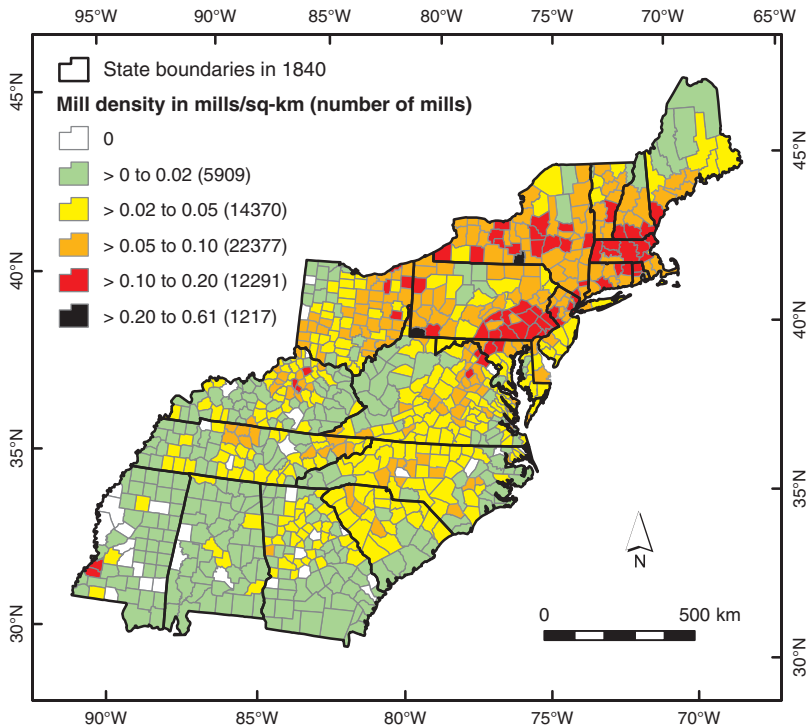 95°W 90°W 85°W 80°W 75°W 70°W 65°W
State boundaries in 1840
Mill density in mills/sq-km (number of mills)
0
> 0 to 0.02 (5909)
> 0.02 to 0.05 (14370)
> 0.05 to 0.10 (22377)
> 0.10 to 0.20 (12291)
> 0.20 to 0.61 (1217)
45°N
40°N
35°N
30°N
45°N
40°N
35°N
30°N
N
0 500 km
90°W 85°W 80°W 75°W 70°W